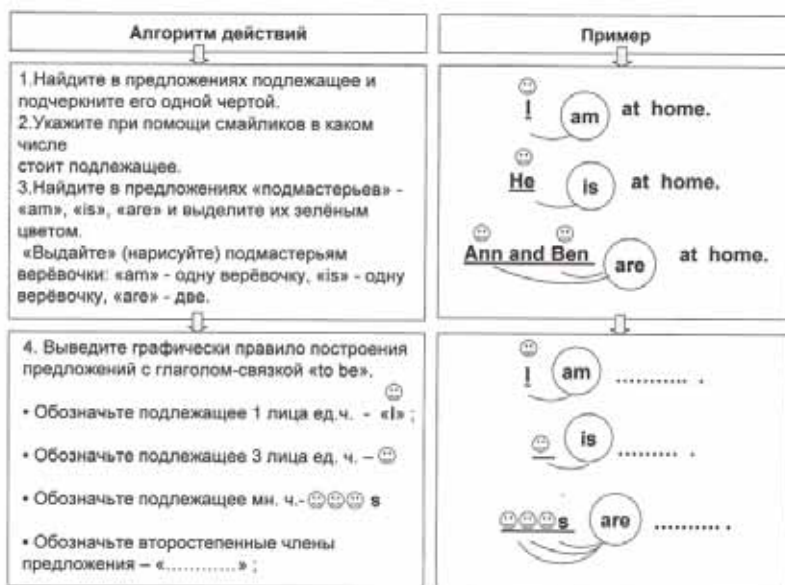 Алгоритм действий
1.Найдите в предложениях подлежащее и
подчеркните его одной чертой.
2.Укажите при помощи смайликов в каком
числе
стоит подлежащее.
3.Найдите в предложениях «подмастерьев» -
«am», «is», «are» и выделите их зелёным
цветом.
«Выдайте» (нарисуйте) подмастерьям
верёвочки: «am» - одну верёвочку, «is» - одну
верёвочку, «are» - две.
4. Выведите графически правило построения
предложений с глаголом-связкой «to be».
• Обозначьте подлежащее 1 лица ед.ч. - «I» ;
• Обозначьте подлежащее 3 лица ед. ч. –
• Обозначьте подлежащее мн. ч.- s
• Обозначьте второстепенные члены
предложения – «............» ;
Пример
I am at home.
He is at home.
Ann and Ben are at home.
I am ........... .
is ......... .
s are .......... .